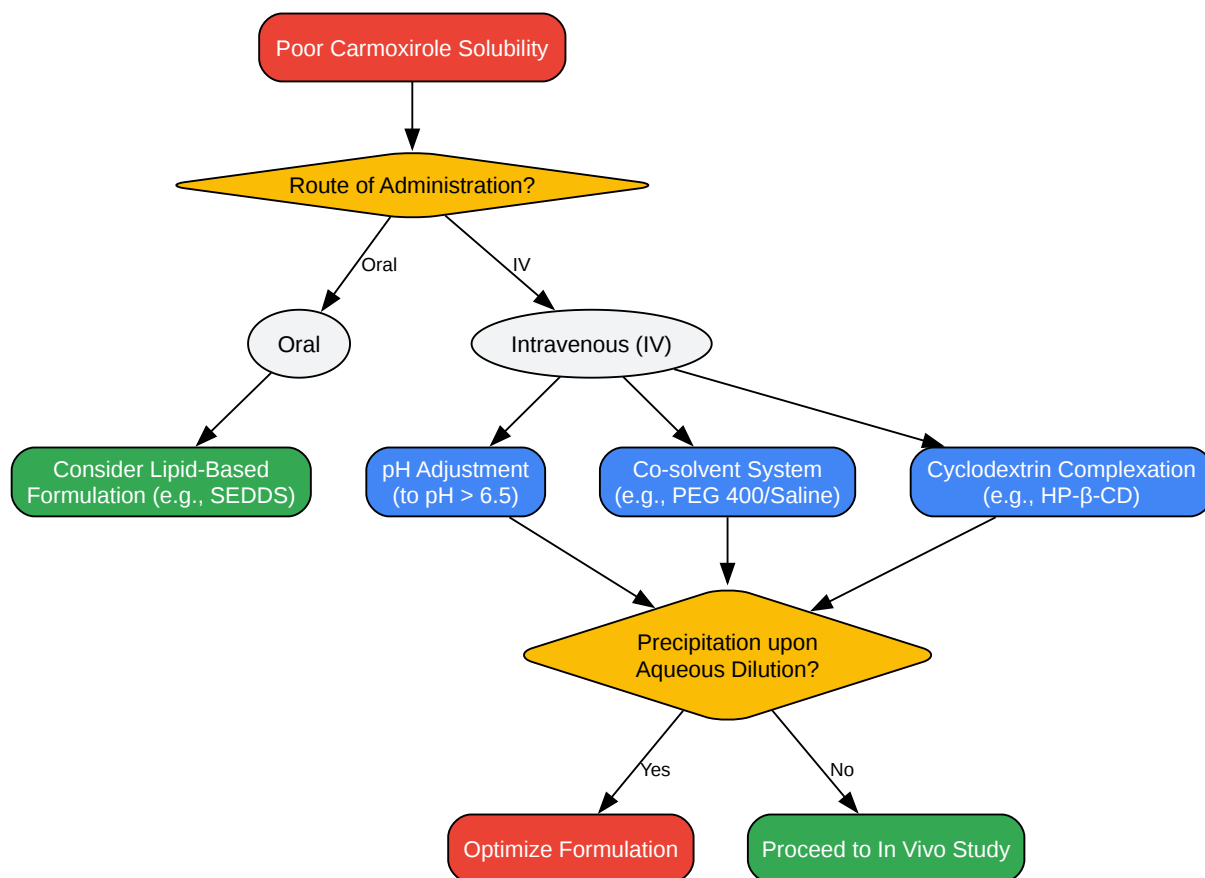 Poor Carmoxirole Solubility
Route of Administration?
Oral
IV
Oral
Intravenous (IV)
Consider Lipid-Based
Formulation (e.g., SEDDS)
pH Adjustment
(to pH > 6.5)
Co-solvent System
(e.g., PEG 400/Saline)
Cyclodextrin Complexation
(e.g., HP-β-CD)
Precipitation upon
Aqueous Dilution?
Yes
No
Optimize Formulation
Proceed to In Vivo Study